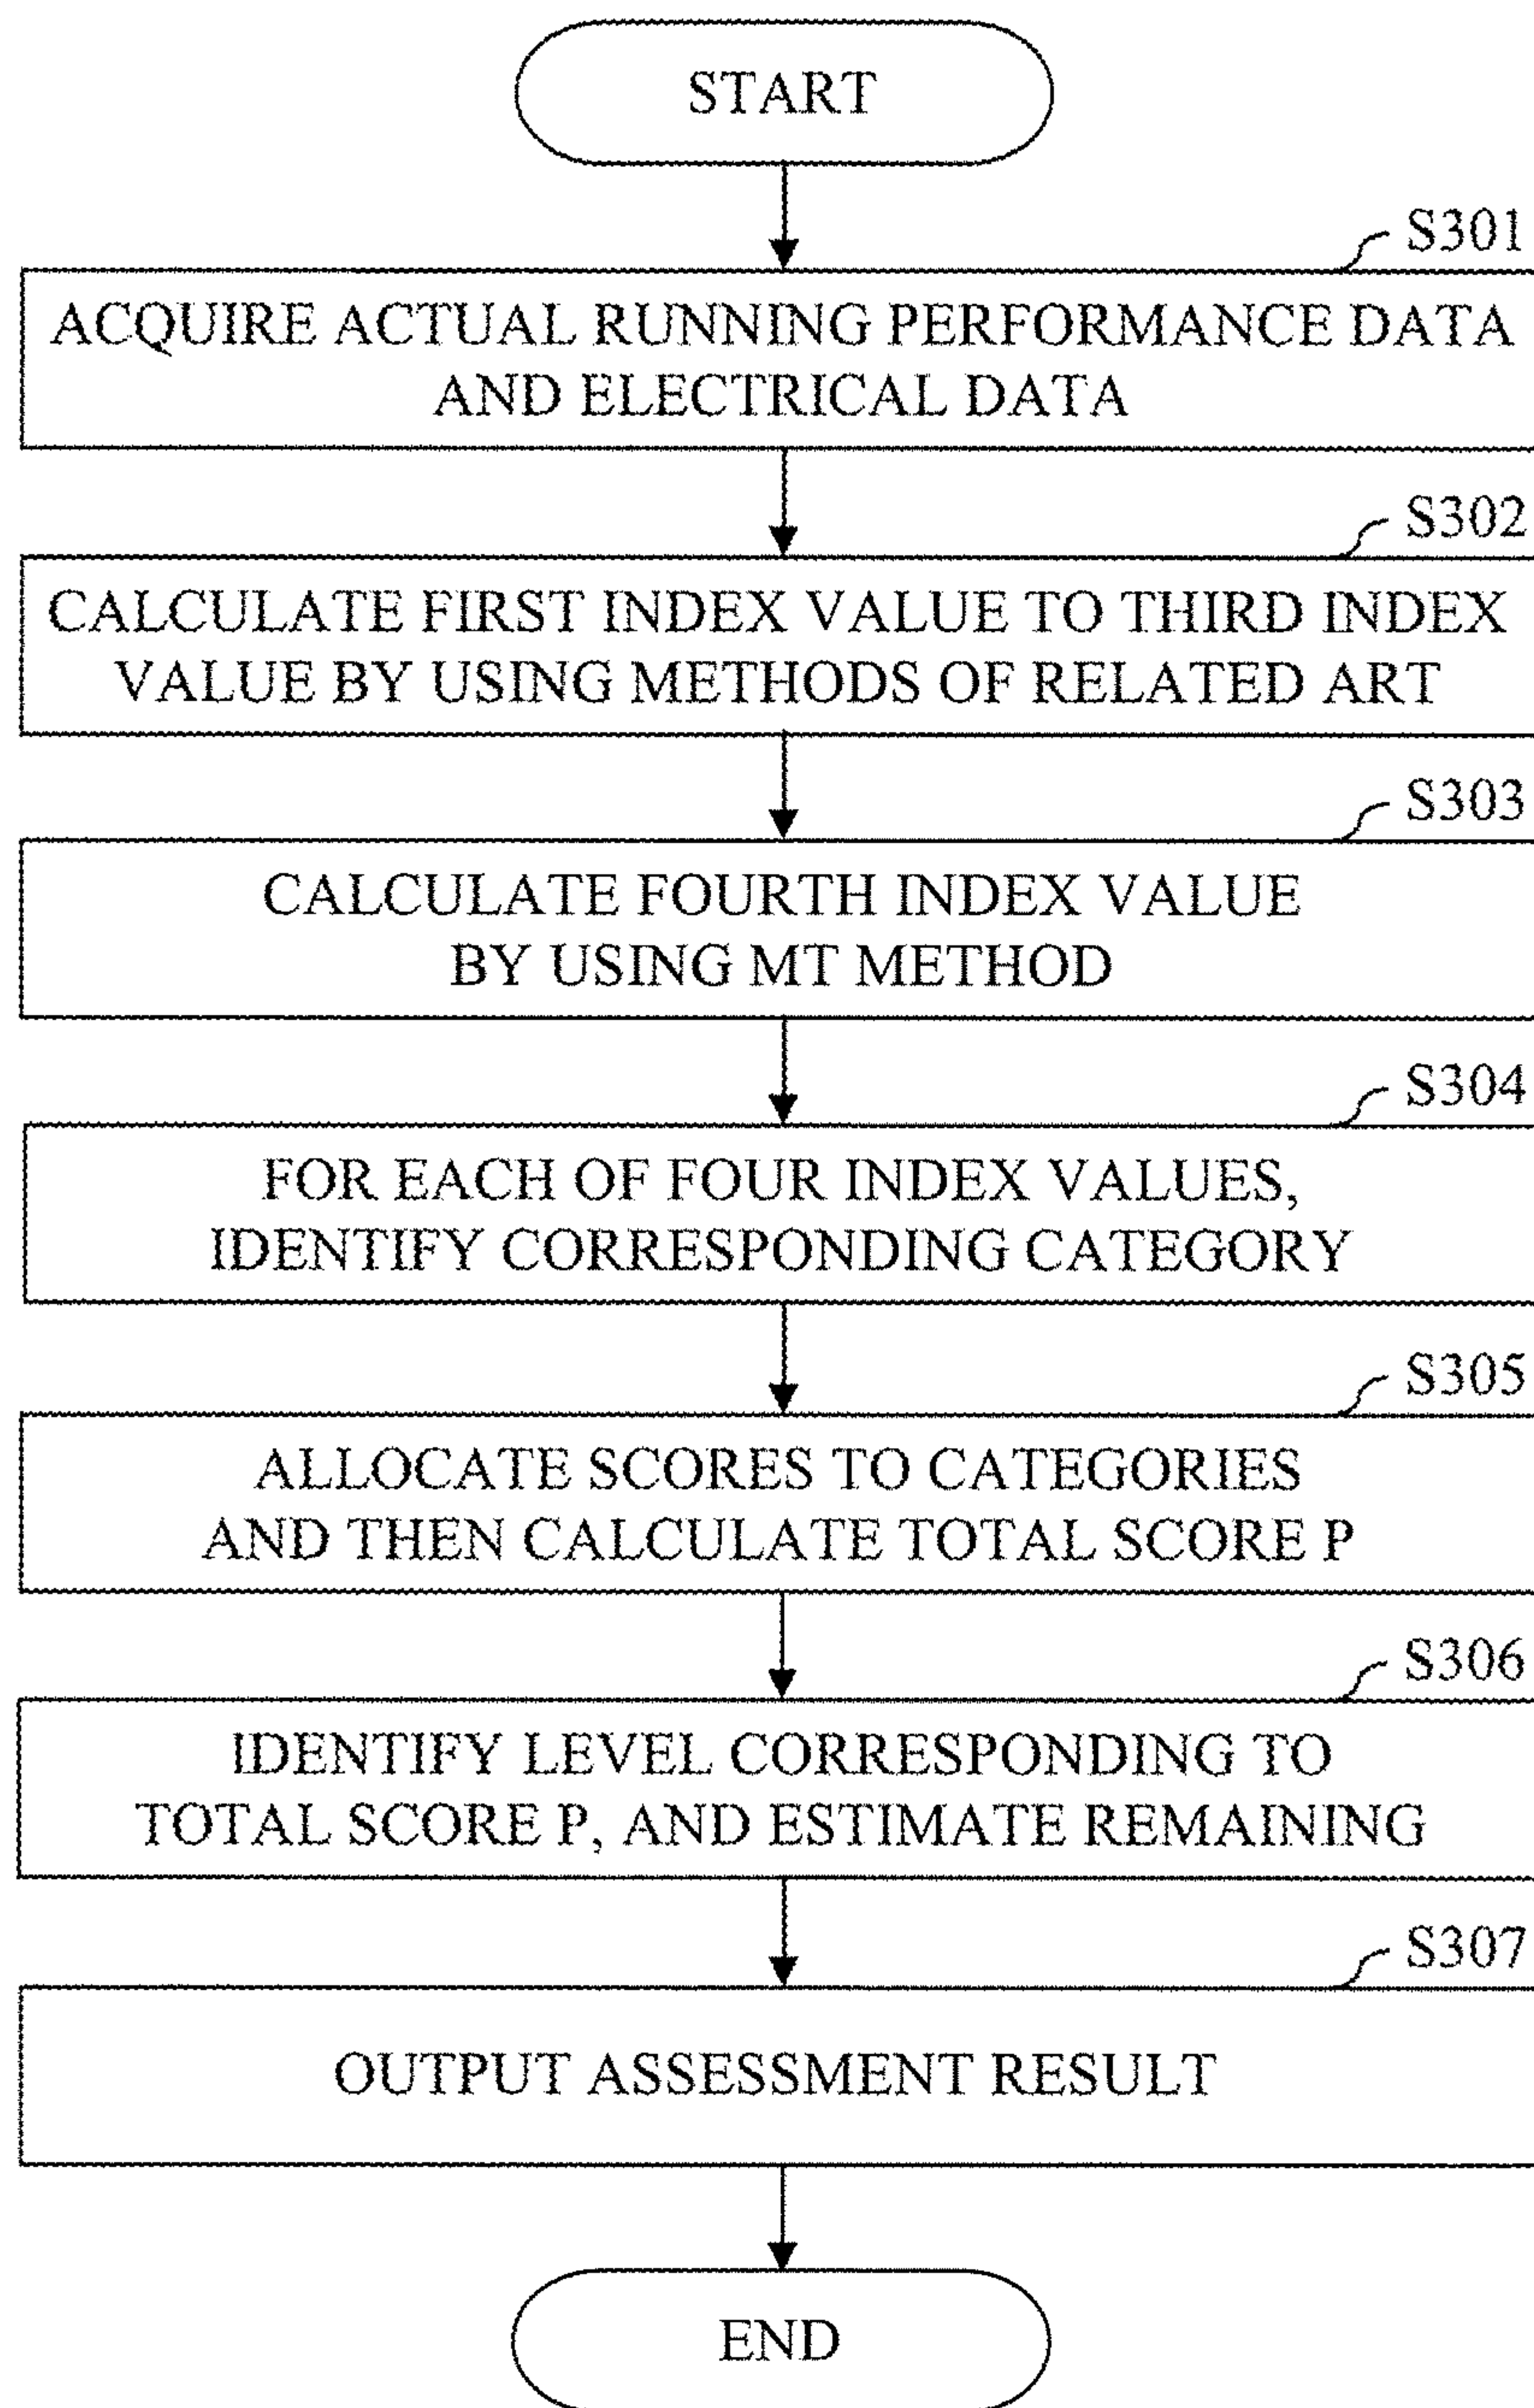 START
S301
ACQUIRE ACTUAL RUNNING PERFORMANCE DATA
AND ELECTRICAL DATA
S302
CALCULATE FIRST INDEX VALUE TO THIRD INDEX
VALUE BY USING METHODS OF RELATED ART
S303
CALCULATE FOURTH INDEX VALUE
BY USING MT METHOD
S304
FOR EACH OF FOUR INDEX VALUES,
IDENTIFY CORRESPONDING CATEGORY
S305
ALLOCATE SCORES TO CATEGORIES
AND THEN CALCULATE TOTAL SCORE P
S306
IDENTIFY LEVEL CORRESPONDING TO
TOTAL SCORE P, AND ESTIMATE REMAINING
S307
OUTPUT ASSESSMENT RESULT
END